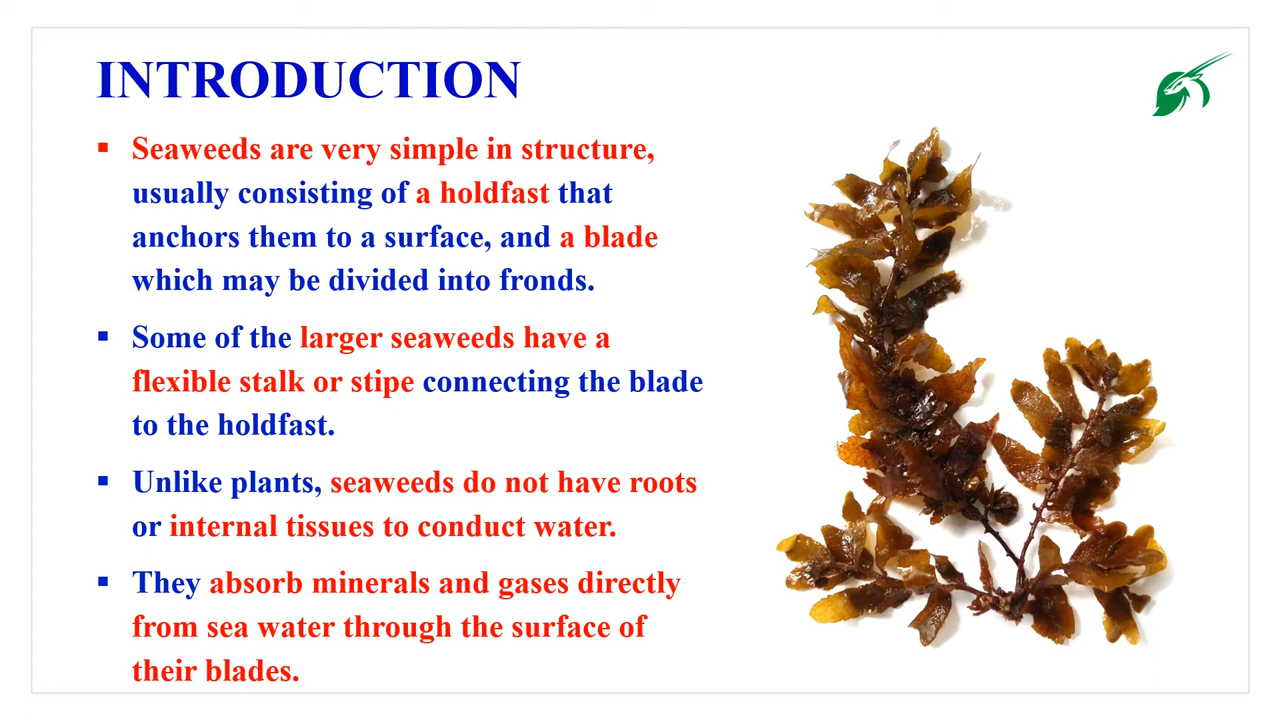 INTRODUCTION
▪ Seaweeds are very simple in structure,
usually consisting of a holdfast that
anchors them to a surface, and a blade
which may be divided into fronds.
▪ Some of the larger seaweeds have a
flexible stalk or stipe connecting the blade
to the holdfast.
▪ Unlike plants, seaweeds do not have roots
or internal tissues to conduct water.
▪ They absorb minerals and gases directly
from sea water through the surface of
their blades.